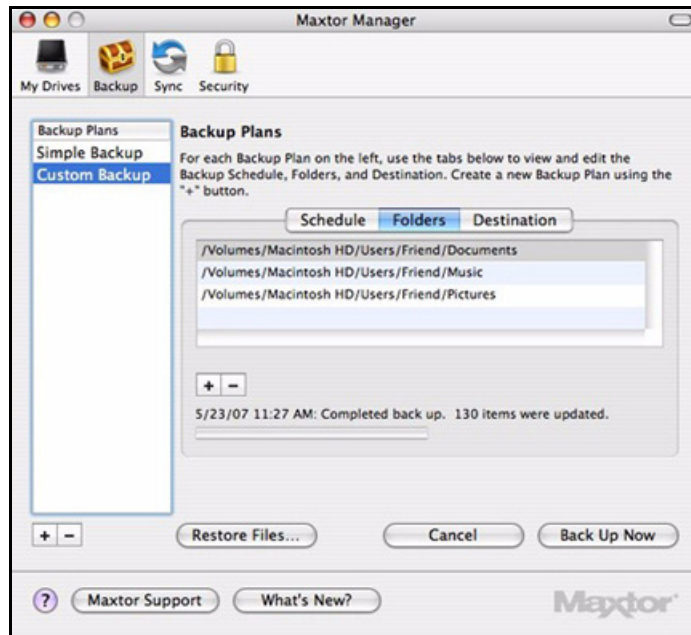 Maxtor Manager
My Drives Backup Sync Security
Backup Plans
Simple Backup
Custom Backup
Backup Plans
For each Backup Plan on the left, use the tabs below to view and edit the
Backup Schedule, Folders, and Destination. Create a new Backup Plan using the
"+" button.
Schedule Folders Destination
/Volumes/Macintosh HD/Users/Friend/Documents
/Volumes/Macintosh HD/Users/Friend/Music
/Volumes/Macintosh HD/Users/Friend/Pictures
+ −
5/23/07 11:27 AM: Completed back up. 130 items were updated.
+ −
Restore Files... Cancel Back Up Now
? Maxtor Support What's New? Maxtor